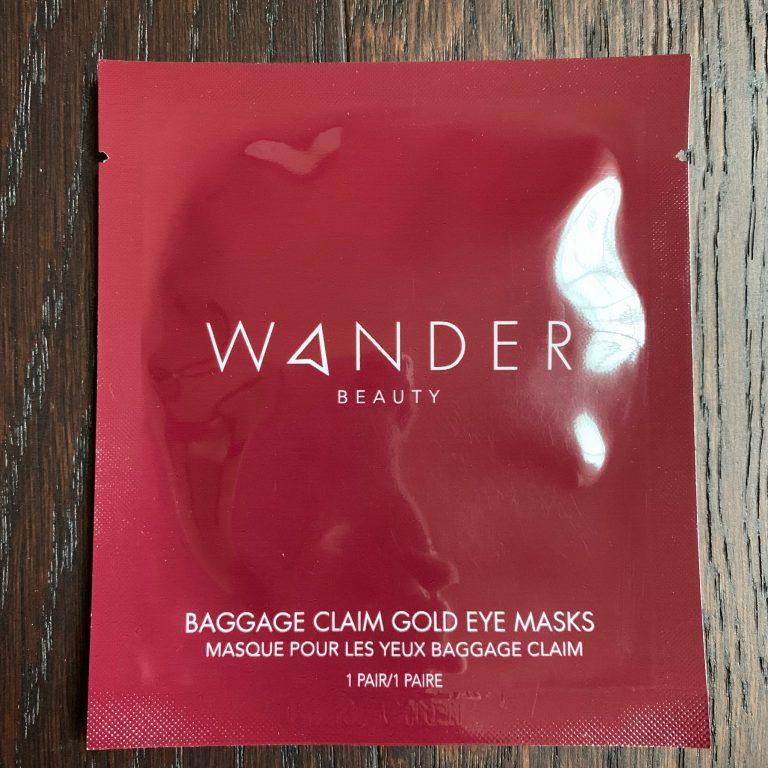 WANDER
BEAUTY
BAGGAGE CLAIM GOLD EYE MASKS
MASQUE POUR LES YEUX BAGGAGE CLAIM
1 PAIR/1 PAIRE